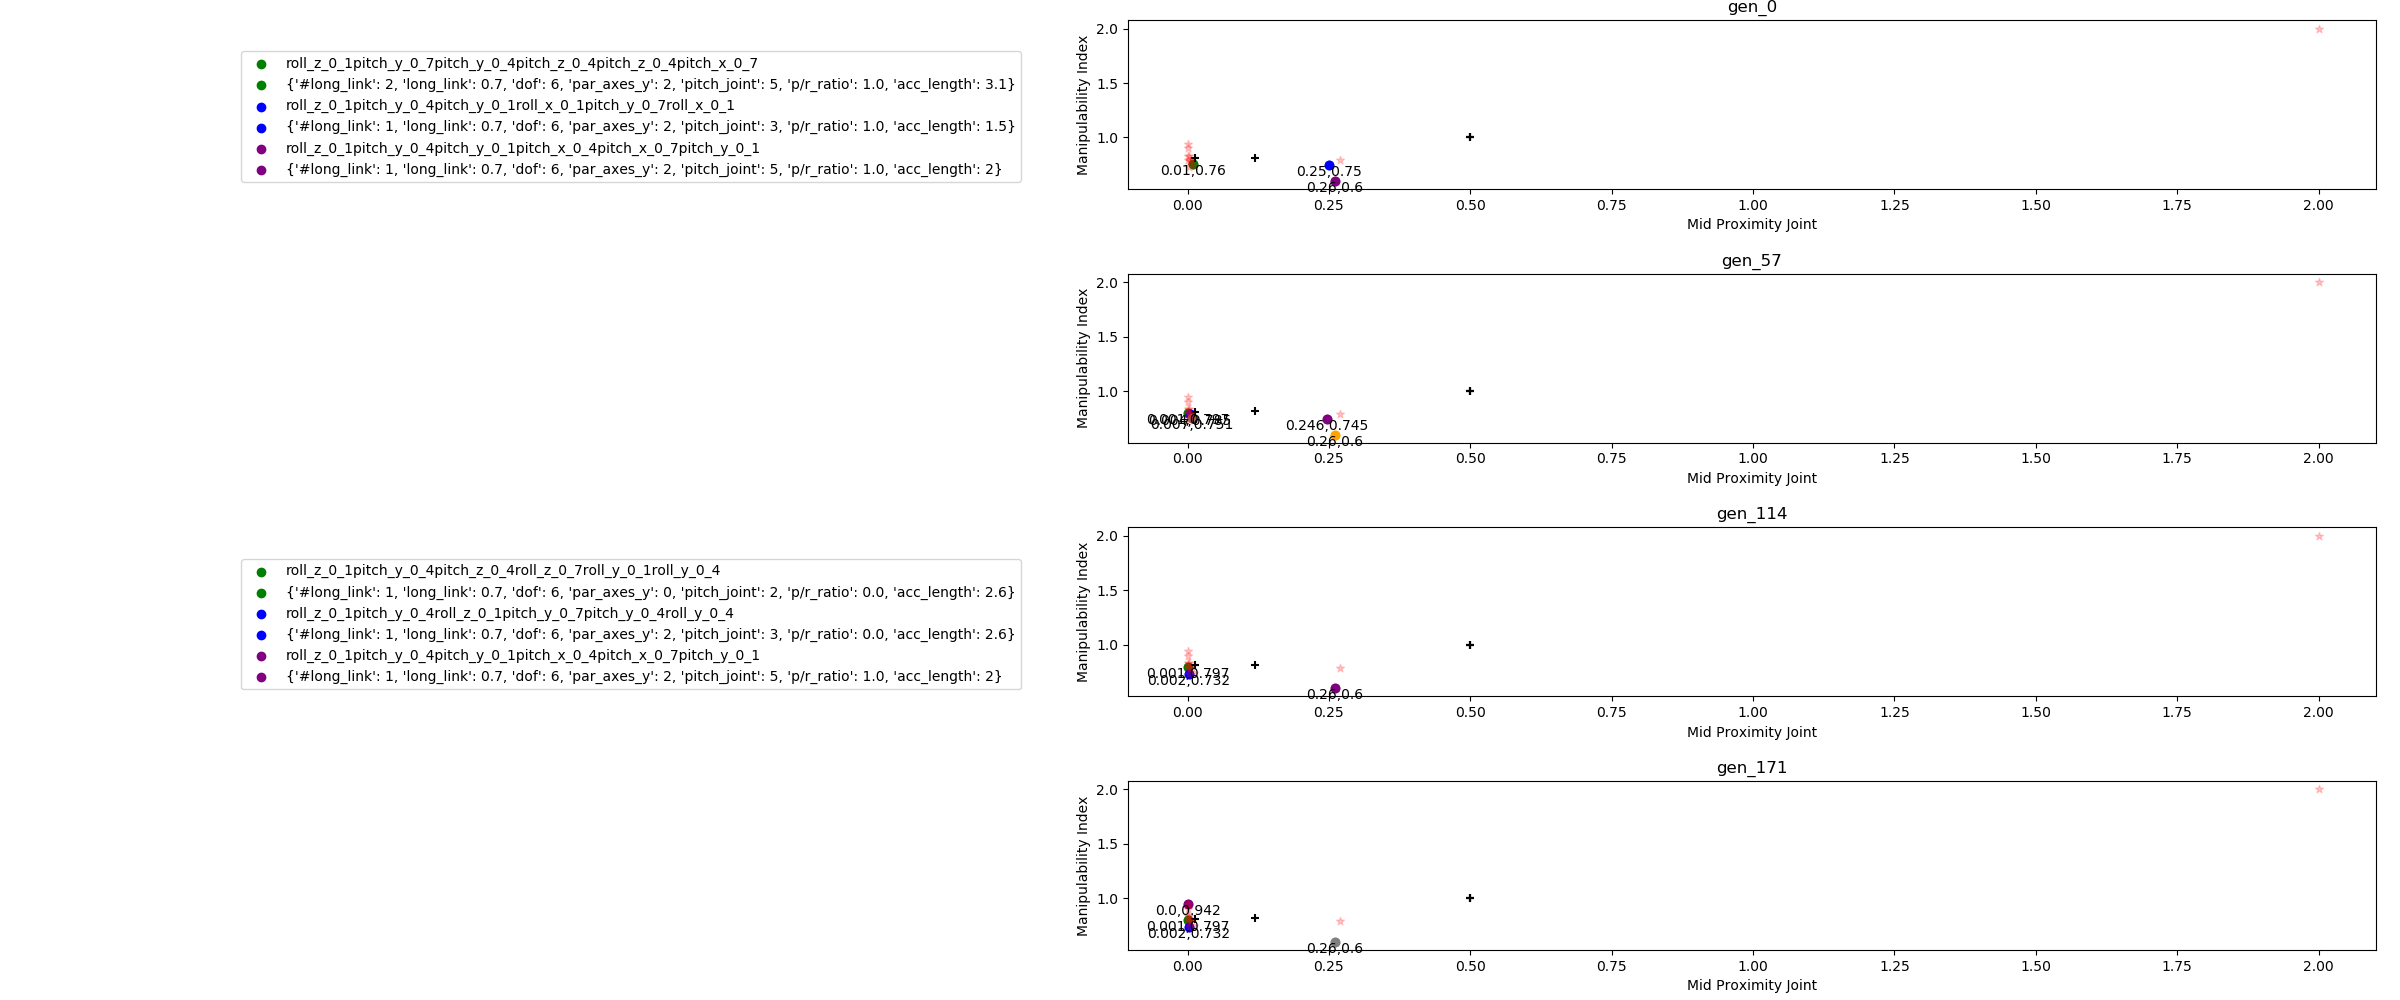 gen_0
roll_z_0_1pitch_y_0_7pitch_y_0_4pitch_z_0_4pitch_z_0_4pitch_x_0_7
{'#long_link': 2, 'long_link': 0.7, 'dof': 6, 'par_axes_y': 2, 'pitch_joint': 5, 'p/r_ratio': 1.0, 'acc_length': 3.1}
roll_z_0_1pitch_y_0_4pitch_y_0_1roll_x_0_1pitch_y_0_7roll_x_0_1
{'#long_link': 1, 'long_link': 0.7, 'dof': 6, 'par_axes_y': 2, 'pitch_joint': 3, 'p/r_ratio': 1.0, 'acc_length': 1.5}
roll_z_0_1pitch_y_0_4pitch_y_0_1pitch_x_0_4pitch_x_0_7pitch_y_0_1
{'#long_link': 1, 'long_link': 0.7, 'dof': 6, 'par_axes_y': 2, 'pitch_joint': 5, 'p/r_ratio': 1.0, 'acc_length': 2}
Manipulability Index
2.0
1.5
1.0
0.01,0.76
0.25,0.75
0.26,0.6
0.00 0.25 0.50 0.75 1.00 1.25 1.50 1.75 2.00
Mid Proximity Joint
gen_57
Manipulability Index
2.0
1.5
1.0
0.001,0.797
0.007,0.751
0.246,0.745
0.26,0.6
0.00 0.25 0.50 0.75 1.00 1.25 1.50 1.75 2.00
Mid Proximity Joint
gen_114
roll_z_0_1pitch_y_0_4pitch_z_0_4roll_z_0_7roll_y_0_1roll_y_0_4
{'#long_link': 1, 'long_link': 0.7, 'dof': 6, 'par_axes_y': 0, 'pitch_joint': 2, 'p/r_ratio': 0.0, 'acc_length': 2.6}
roll_z_0_1pitch_y_0_4roll_z_0_1pitch_y_0_7pitch_y_0_4roll_y_0_4
{'#long_link': 1, 'long_link': 0.7, 'dof': 6, 'par_axes_y': 2, 'pitch_joint': 3, 'p/r_ratio': 0.0, 'acc_length': 2.6}
roll_z_0_1pitch_y_0_4pitch_y_0_1pitch_x_0_4pitch_x_0_7pitch_y_0_1
{'#long_link': 1, 'long_link': 0.7, 'dof': 6, 'par_axes_y': 2, 'pitch_joint': 5, 'p/r_ratio': 1.0, 'acc_length': 2}
Manipulability Index
2.0
1.5
1.0
0.001,0.797
0.002,0.732
0.26,0.6
0.00 0.25 0.50 0.75 1.00 1.25 1.50 1.75 2.00
Mid Proximity Joint
gen_171
Manipulability Index
2.0
1.5
1.0
0.0,0.942
0.001,0.797
0.002,0.732
0.26,0.6
0.00 0.25 0.50 0.75 1.00 1.25 1.50 1.75 2.00
Mid Proximity Joint